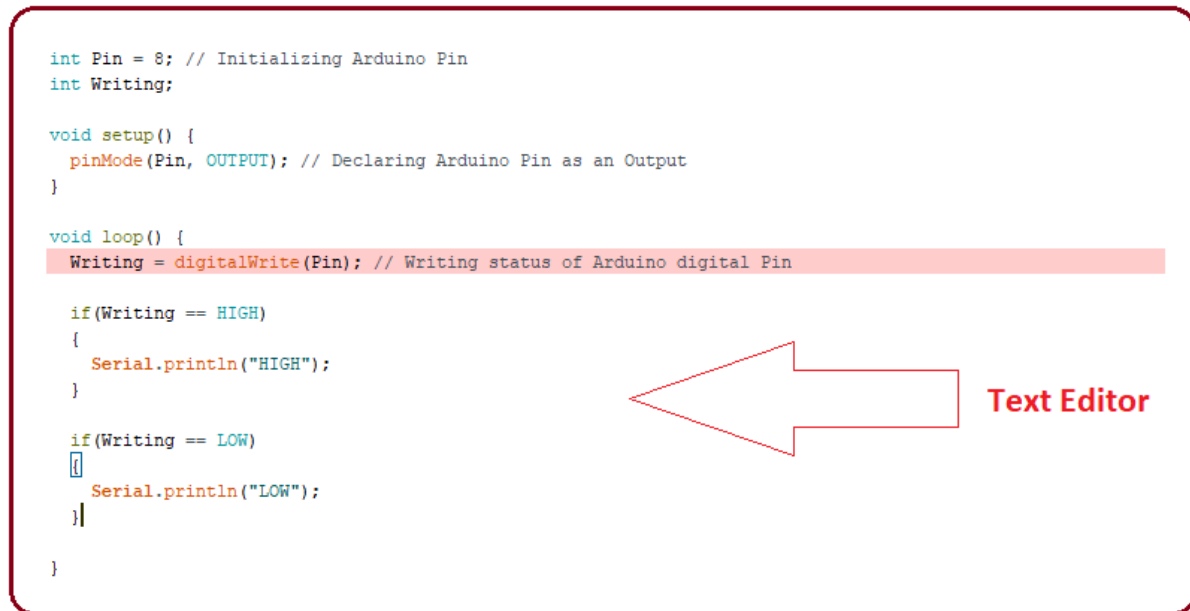 int Pin = 8; // Initializing Arduino Pin
int Writing;
void setup() {
pinMode(Pin, OUTPUT); // Declaring Arduino Pin as an Output
}
void loop() {
Writing = digitalWrite(Pin); // Writing status of Arduino digital Pin
if(Writing == HIGH)
{
Serial.println("HIGH");
}
if(Writing == LOW)
{
Serial.println("LOW");
}
}
Text Editor